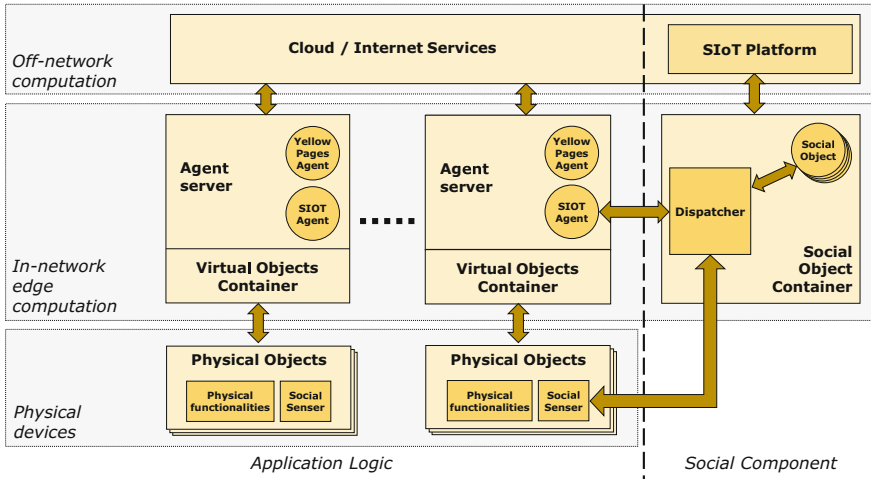 Off-network
computation
Cloud / Internet Services
SIoT Platform
In-network
edge
computation
Agent
server
Yellow
Pages
Agent
SIOT
Agent
Virtual Objects
Container
......
Agent
server
Yellow
Pages
Agent
SIOT
Agent
Virtual Objects
Container
Dispatcher
Social
Object
Social
Object
Container
Physical
devices
Physical Objects
Physical
functionalities
Social
Senser
Physical Objects
Physical
functionalities
Social
Senser
Application Logic
Social Component